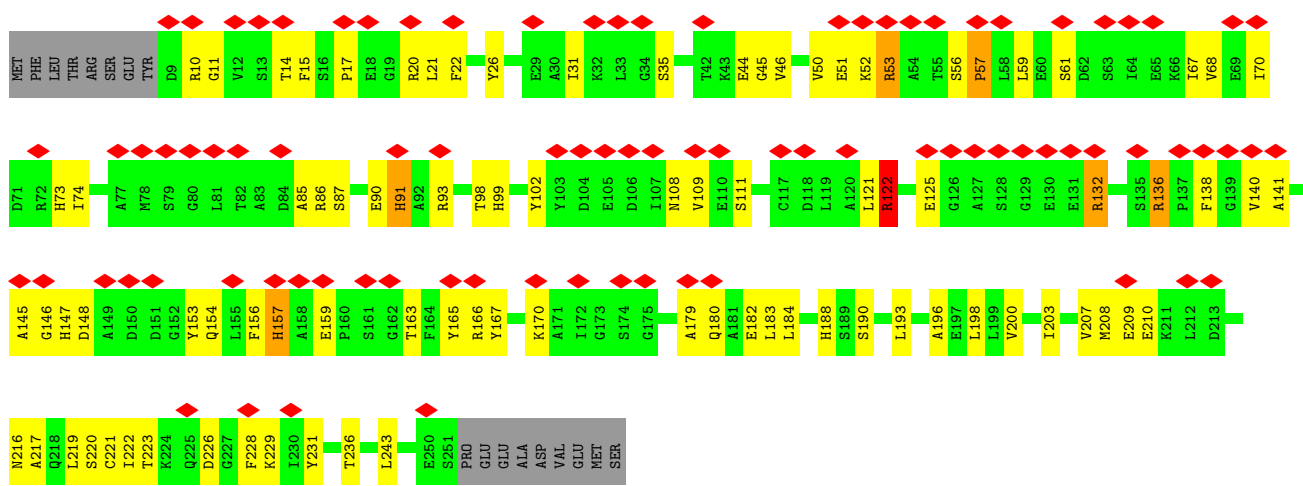 MET PHE LEU THR ARG SER GLU TYR D9 R10 G11 V12 S13 T14 F15 S16 P17 E18 G19 R20 L21 F22 Y26 E29 A30 I31 K32 L33 G34 S35 T42 K43 E44 G45 V46 V50 E51 K52 R53 A54 T55 S56 P57 L58 L59 E60 S61 D62 S63 I64 E65 K66 I67 V68 E69 I70
D71 R72 H73 I74 A77 M78 S79 G80 L81 T82 A83 D84 A85 R86 S87 E90 H91 A92 R93 T98 H99 Y102 Y103 D104 E105 D106 I107 N108 V109 E110 S111 C117 D118 L119 A120 L121 R122 E125 G126 A127 S128 G129 E130 E131 R132 S135 R136 P137 F138 G139 V140 A141
A145 G146 H147 D148 A149 D150 D151 G152 Y153 Q154 L155 F156 H157 A158 E159 P160 S161 G162 T163 F164 Y165 R166 Y167 K170 A171 I172 G173 S174 G175 A179 Q180 A181 E182 L183 L184 H188 S189 S190 L193 A196 E197 L198 L199 V200 I203 V207 M208 E209 E210 K211 L212 D213
N216 A217 Q218 L219 S220 C221 I222 T223 K224 Q225 D226 G227 F228 K229 I230 Y231 T236 L243 E250 S251 PRO GLU GLU ALA ASP VAL GLU MET SER